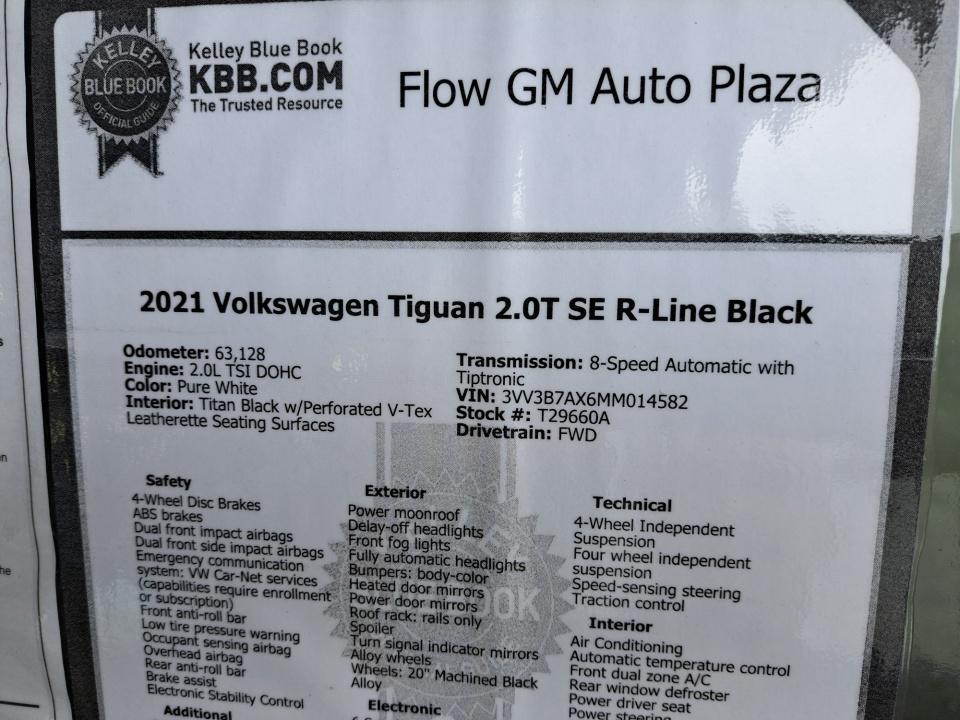 KELLEY
BLUE BOOK
OFFICIAL GUIDE
Kelley Blue Book
KBB.COM
The Trusted Resource
Flow GM Auto Plaza
2021 Volkswagen Tiguan 2.0T SE R-Line Black
Odometer: 63,128
Engine: 2.0L TSI DOHC
Color: Pure White
Interior: Titan Black w/Perforated V-Tex
Leatherette Seating Surfaces
Transmission: 8-Speed Automatic with
Tiptronic
VIN: 3VV3B7AX6MM014582
Stock #: T29660A
Drivetrain: FWD
Safety
4-Wheel Disc Brakes
ABS brakes
Dual front impact airbags
Dual front side impact airbags
Emergency communication
system: VW Car-Net services
(capabilities require enrollment
or subscription)
Front anti-roll bar
Low tire pressure warning
Occupant sensing airbag
Overhead airbag
Rear anti-roll bar
Brake assist
Electronic Stability Control
Additional
Exterior
Power moonroof
Delay-off headlights
Front fog lights
Fully automatic headlights
Bumpers: body-color
Heated door mirrors
Power door mirrors
Roof rack: rails only
Spoiler
Turn signal indicator mirrors
Alloy wheels
Wheels: 20" Machined Black
Alloy
Electronic
Technical
4-Wheel Independent
Suspension
Four wheel independent
suspension
Speed-sensing steering
Traction control
Interior
Air Conditioning
Automatic temperature control
Front dual zone A/C
Rear window defroster
Power driver seat
Power steering